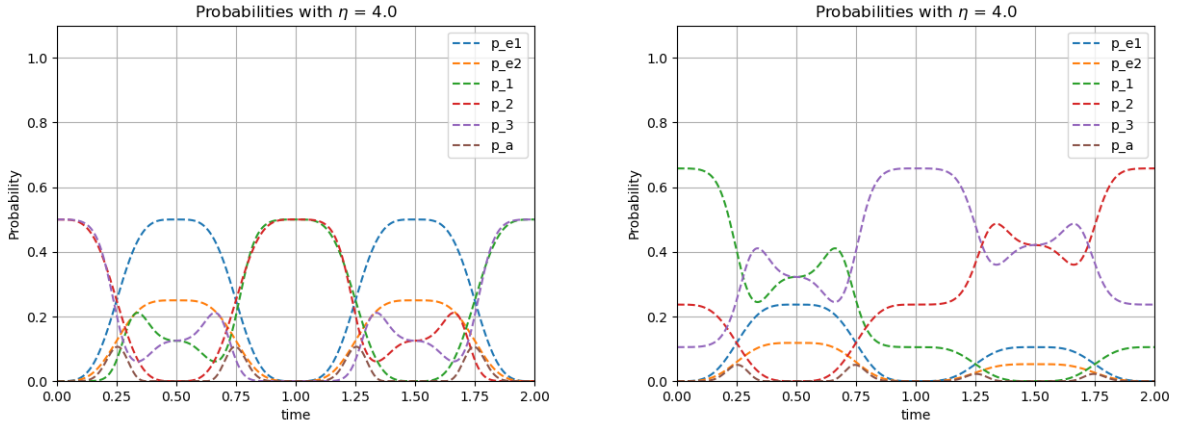 Probabilities with η = 4.0
1.0
0.8
0.6
0.4
0.2
0.0
Probability
p_e1
p_e2
p_1
p_2
p_3
p_a
0.00 0.25 0.50 0.75 1.00 1.25 1.50 1.75 2.00
time
Probabilities with η = 4.0
1.0
0.8
0.6
0.4
0.2
0.0
Probability
p_e1
p_e2
p_1
p_2
p_3
p_a
0.00 0.25 0.50 0.75 1.00 1.25 1.50 1.75 2.00
time